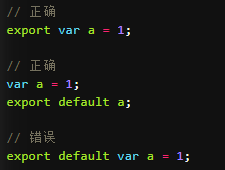 // 正确
export var a = 1;
// 正确
var a = 1;
export default a;
// 错误
export default var a = 1;